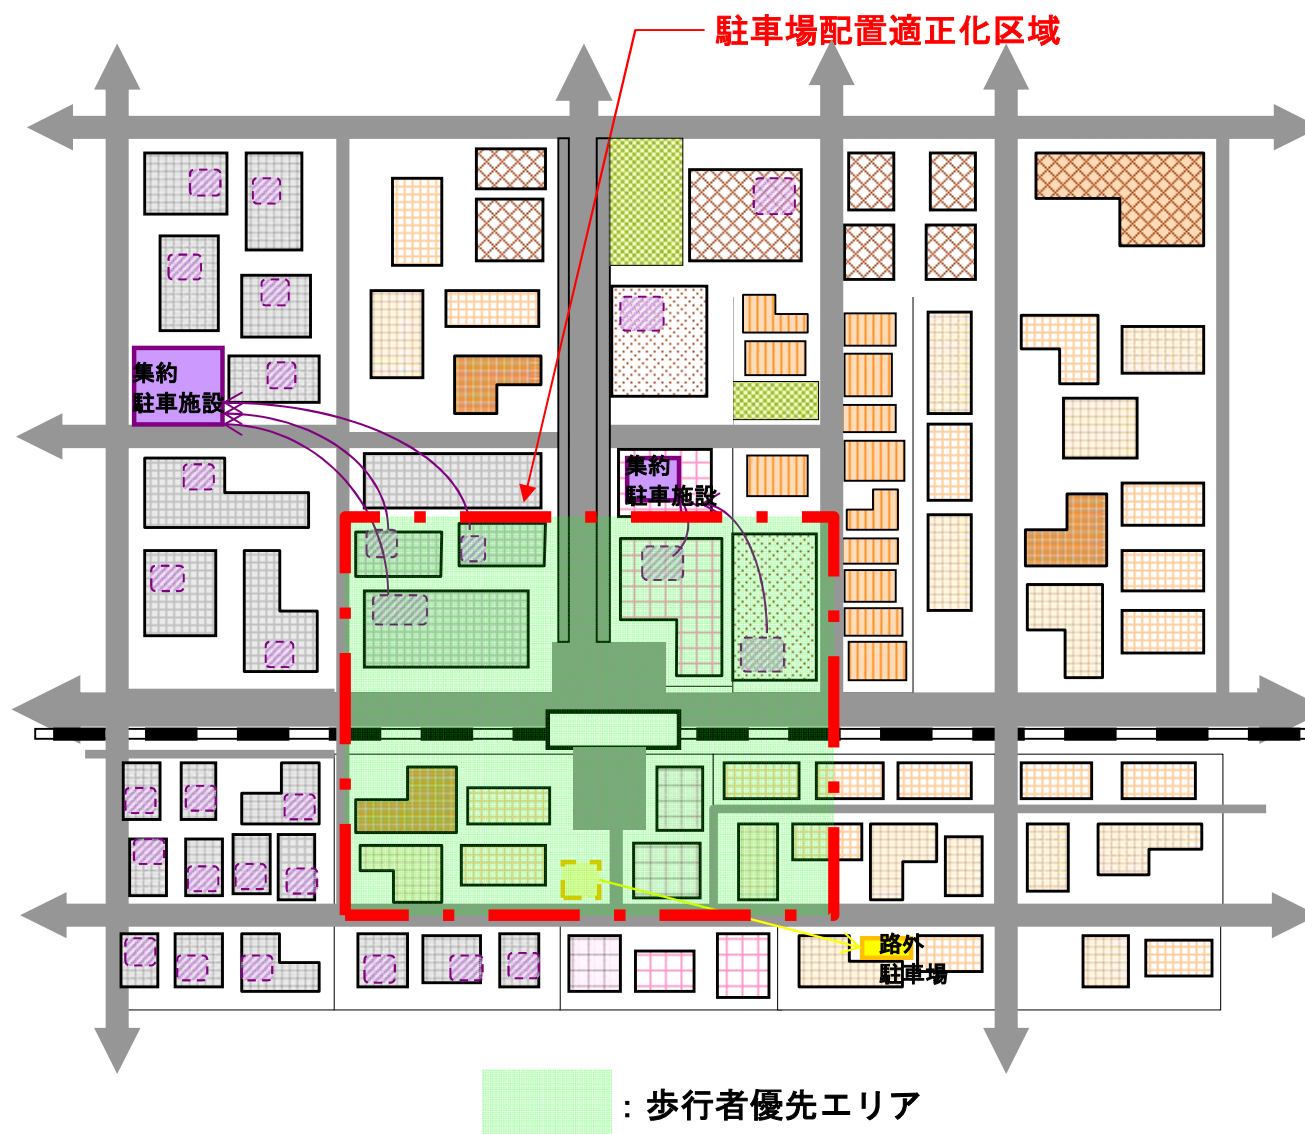 駐車場配置適正化区域
集約
駐車施設
集約
駐車施設
路外
駐車場
：歩行者優先エリア